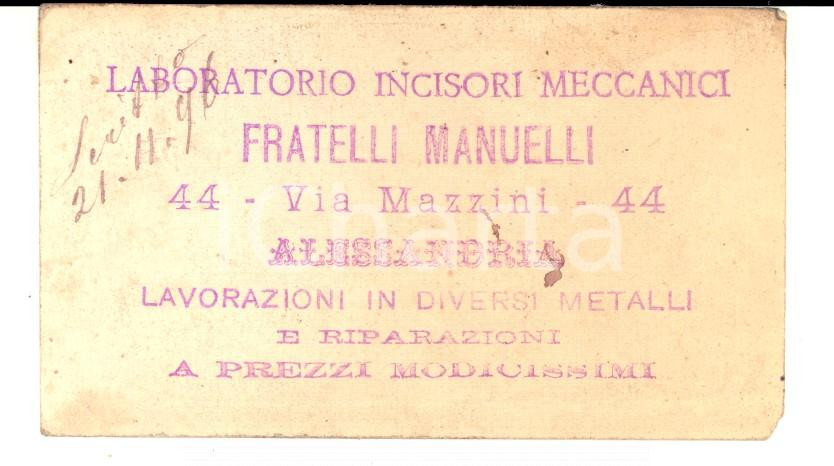 LABORATORIO INCISORI MECCANICI
FRATELLI MANUELLI
44 - Via Mazzini - 44
ALESSANDRIA
LAVORAZIONI IN DIVERSI METALLI
E RIPARAZIONI
A PREZZI MODICISSIMI
21-11-96
iCharta